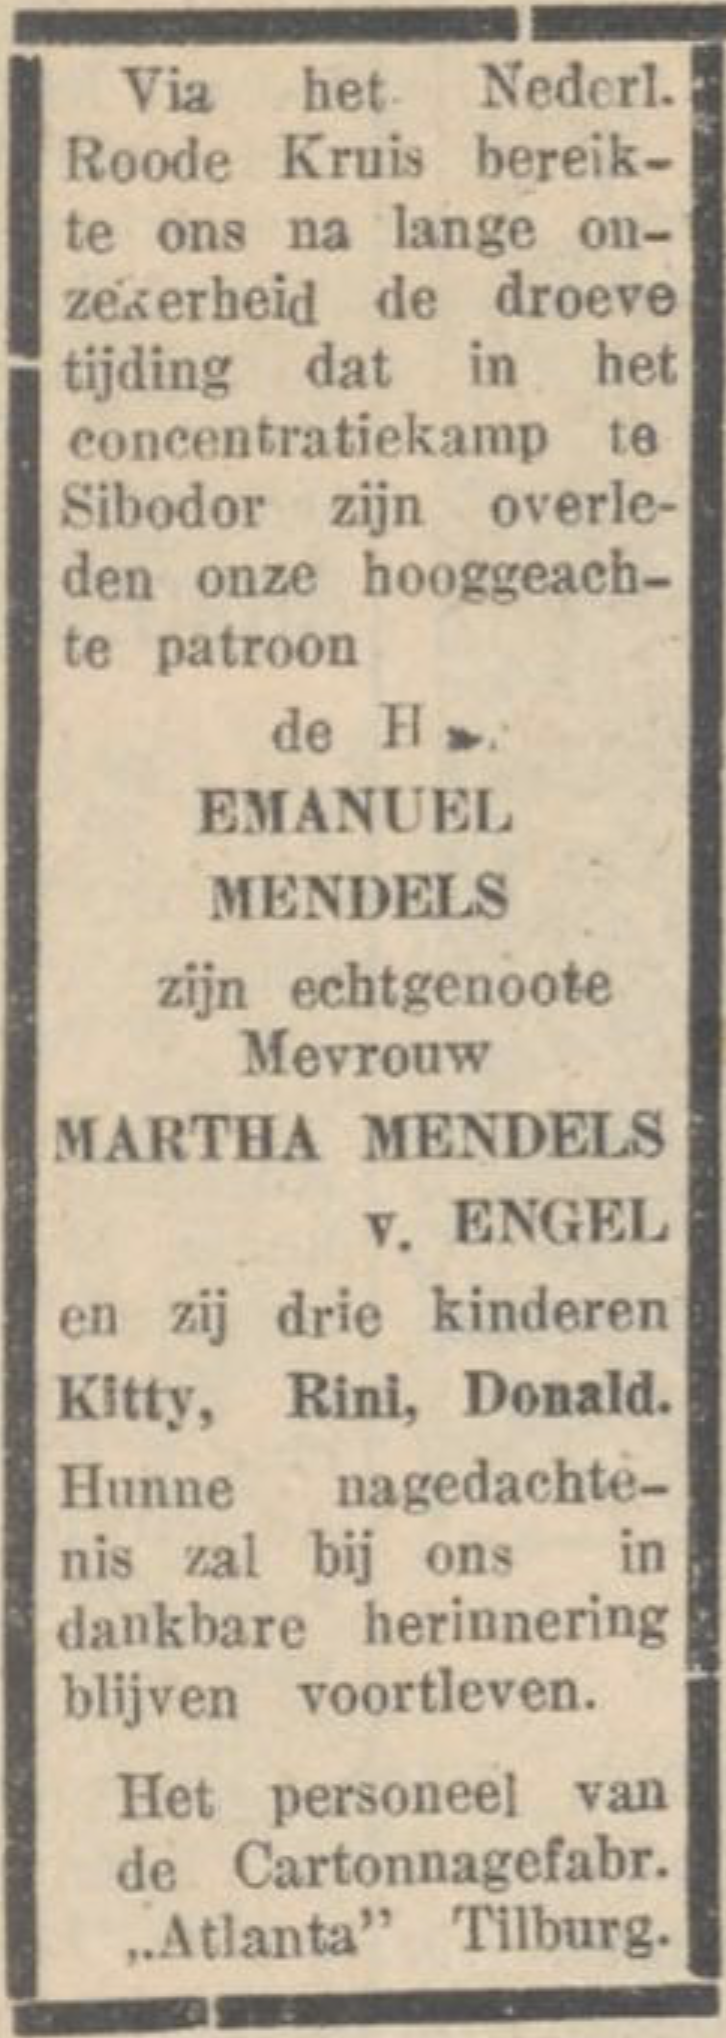 Via het Nederl.
Roode Kruis bereik-
te ons na lange on-
zekerheid de droeve
tijding dat in het
concentratiekamp te
Sibodor zijn overle-
den onze hooggeach-
te patroon
de
EMANUEL
MENDELS
zijn echtgenoote
Mevrouw
MARTHA MENDELS
v. ENGEL
en zij drie kinderen
Kitty, Rini, Donald.
Hunne nagedachte-
nis zal bij ons in
dankbare herinnering
blijven voortleven.
Het personeel van
de Cartonnagefabr.
„Atlanta” Tilburg.